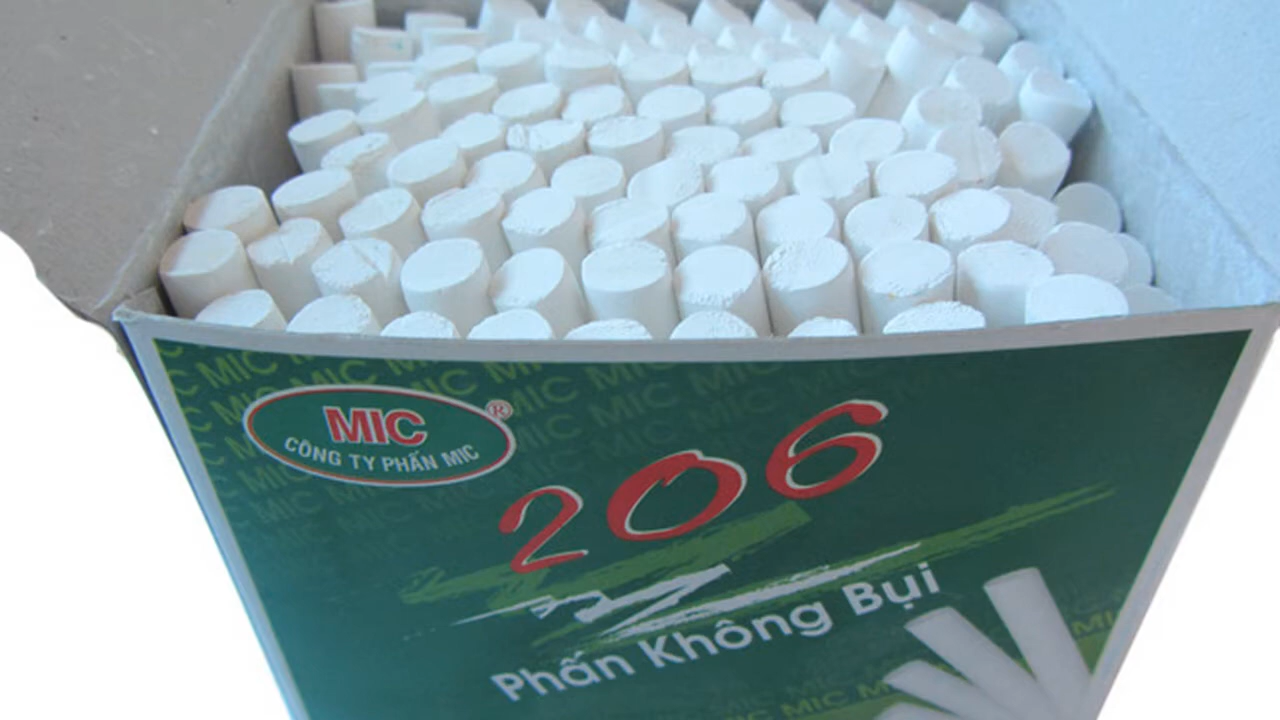 MIC
®
CÔNG TY PHẤN MIC
206
Phấn Không Bụi